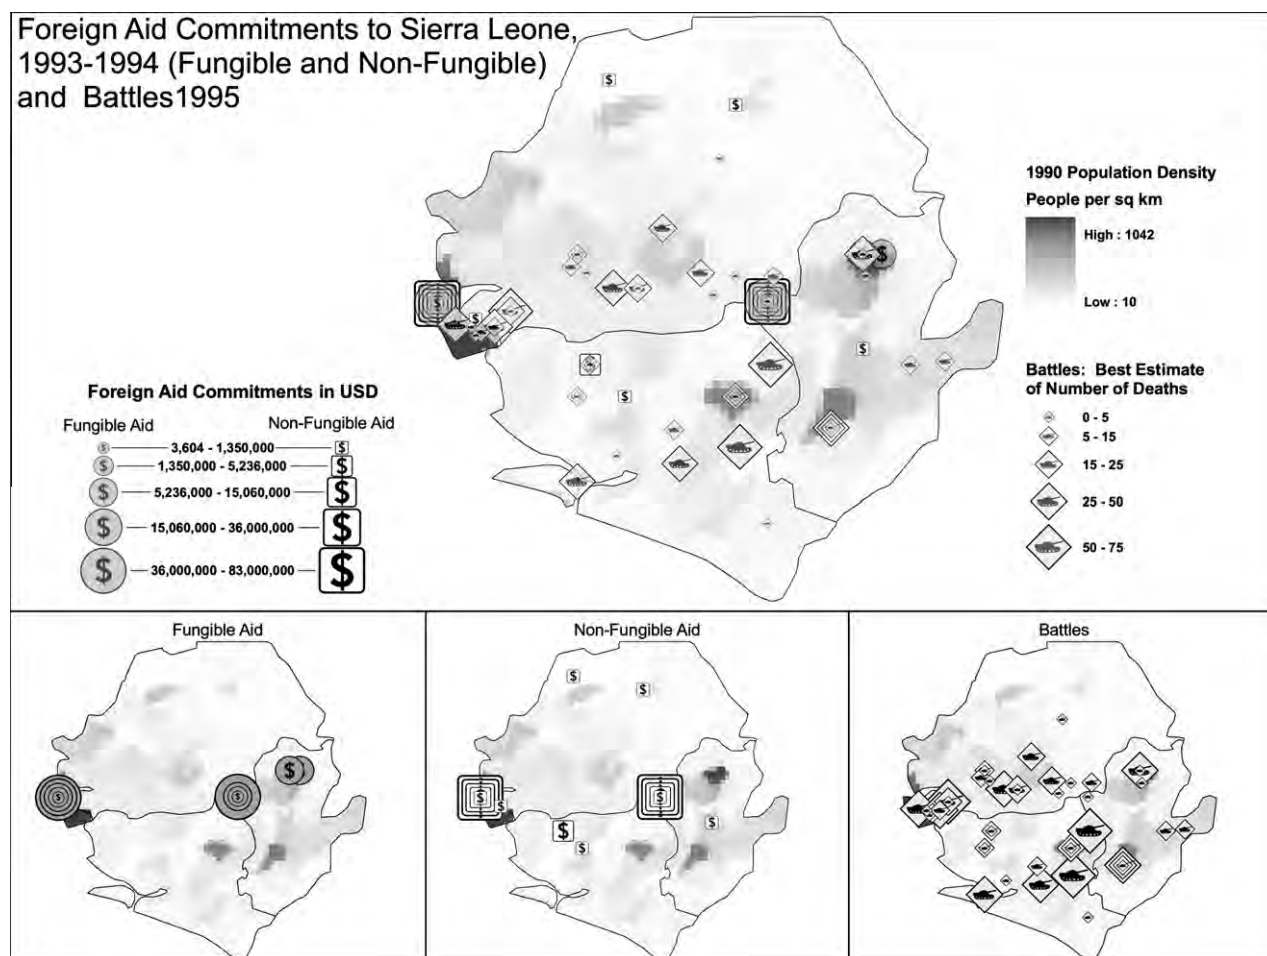 Foreign Aid Commitments to Sierra Leone,
1993-1994 (Fungible and Non-Fungible)
and Battles1995
1990 Population Density
People per sq km
High : 1042
Low : 10
Battles: Best Estimate
of Number of Deaths
0 - 5
5 - 15
15 - 25
25 - 50
50 - 75
Foreign Aid Commitments in USD
Fungible Aid Non-Fungible Aid
$ 3,604 - 1,350,000 $
$ 1,350,000 - 5,236,000 $
$ 5,236,000 - 15,060,000 $
$ 15,060,000 - 36,000,000 $
$ 36,000,000 - 83,000,000 $
Fungible Aid
Non-Fungible Aid
Battles